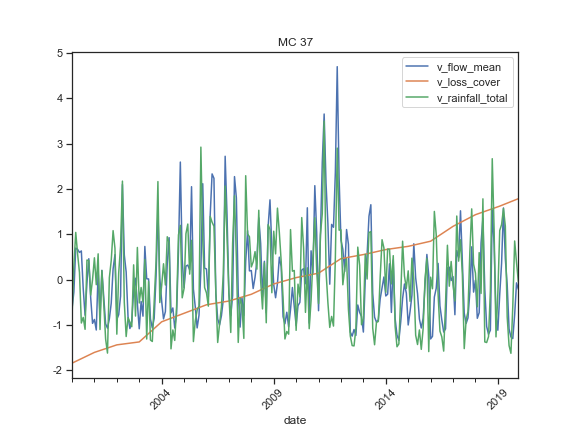 MC 37
v_flow_mean
v_loss_cover
v_rainfall_total
5
4
3
2
1
0
-1
-2
2004 2009 2014 2019
date